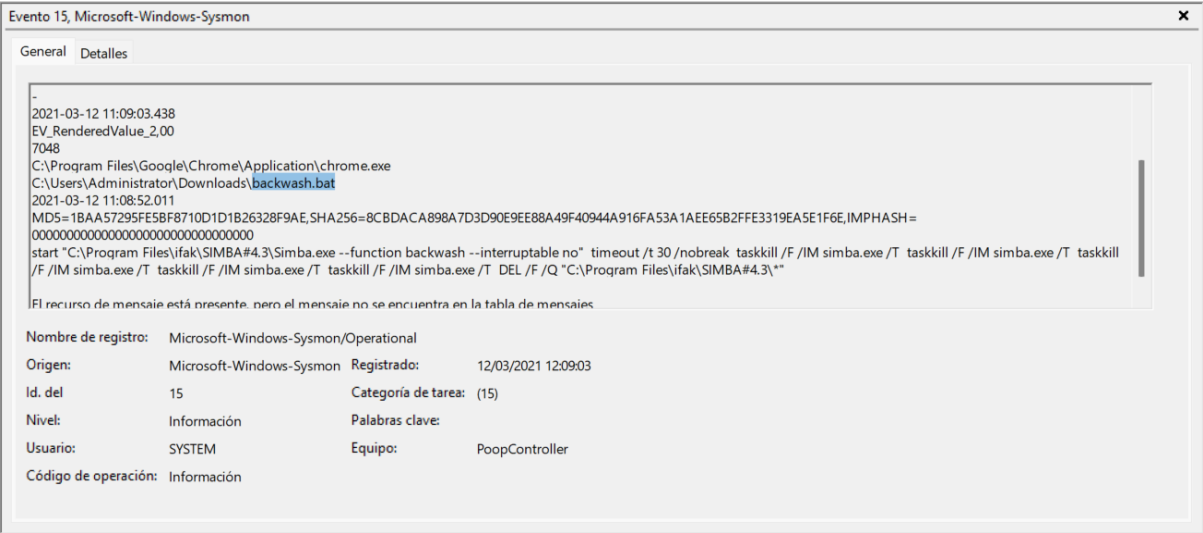 Evento 15, Microsoft-Windows-Sysmon
General Detalles
-
2021-03-12 11:09:03.438
EV_RenderedValue_2,00
7048
C:\Program Files\Google\Chrome\Application\chrome.exe
C:\Users\Administrator\Downloads\backwash.bat
2021-03-12 11:08:52.011
MD5=1BAA57295FE5BF8710D1D1B26328F9AE,SHA256=8CBDACA898A7D3D90E9EE88A49F40944A916FA53A1AEE65B2FFE3319EA5E1F6E,IMPHASH=
00000000000000000000000000000000
start "C:\Program Files\ifak\SIMBA#4.3\Simba.exe --function backwash --interruptable no"  timeout /t 30 /nobreak  taskkill /F /IM simba.exe /T  taskkill /F /IM simba.exe /T  taskkill
/F /IM simba.exe /T  taskkill /F /IM simba.exe /T  taskkill /F /IM simba.exe /T  DEL /F /Q "C:\Program Files\ifak\SIMBA#4.3\*"
El recurso de mensaje está presente, pero el mensaje no se encuentra en la tabla de mensajes
Nombre de registro: Microsoft-Windows-Sysmon/Operational
Origen: Microsoft-Windows-Sysmon Registrado: 12/03/2021 12:09:03
Id. del 15 Categoría de tarea: (15)
Nivel: Información Palabras clave:
Usuario: SYSTEM Equipo: PoopController
Código de operación: Información